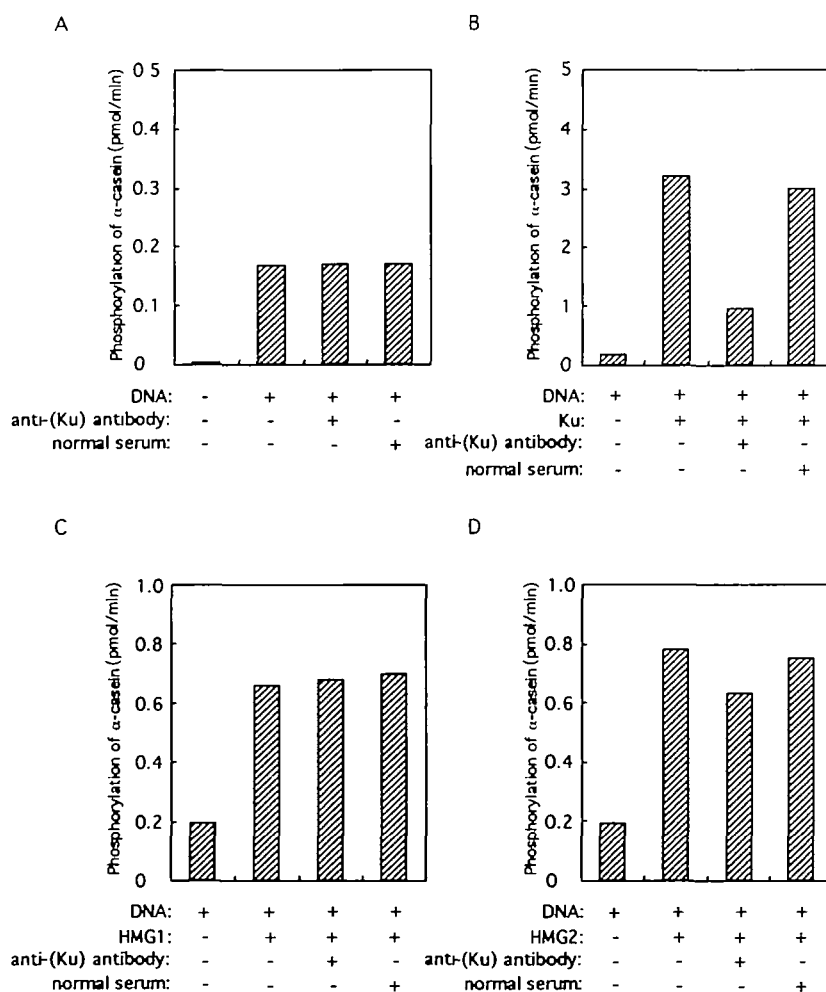 A
Phosphorylation of α-casein (pmol/min)
0 5
0.4
0.3
0.2
0.1
0
DNA: - + + +
anti-(Ku) antibody: - - + -
normal serum: - - - +
B
Phosphorylation of α-casein (pmol/min)
5
4
3
2
1
0
DNA: + + + +
Ku: - + + +
anti-(Ku) antibody: - - + -
normal serum: - - - +
C
Phosphorylation of α-casein (pmol/min)
1.0
0.8
0.6
0.4
0.2
0
DNA: + + + +
HMG1: - + + +
anti-(Ku) antibody: - - + -
normal serum: - - - +
D
Phosphorylation of α-casein (pmol/min)
1.0
0.8
0.6
0.4
0.2
0
DNA: + + + +
HMG2: - + + +
anti-(Ku) antibody: - - + -
normal serum: - - - +